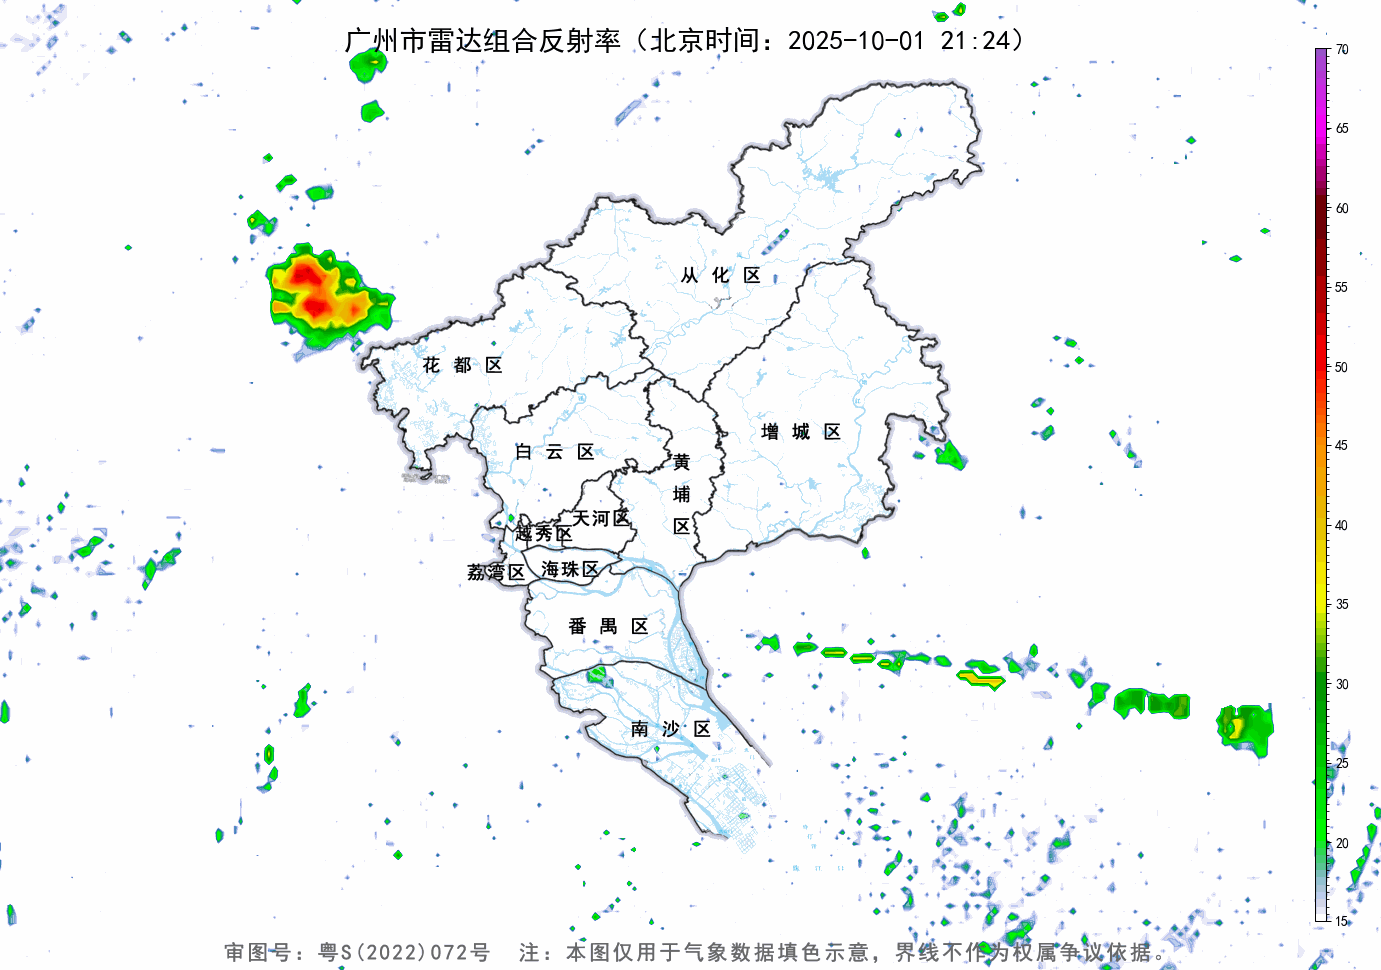 广州市雷达组合反射率（北京时间：2025-10-01 21:24）
70
65
60
55
50
45
40
35
30
25
20
15
从化区
花都区
增城区
白云区
黄埔区
天河区
越秀区
荔湾区
海珠区
番禺区
南沙区
审图号：粤S(2022)072号 注：本图仅用于气象数据填色示意，界线不作为权属争议依据。